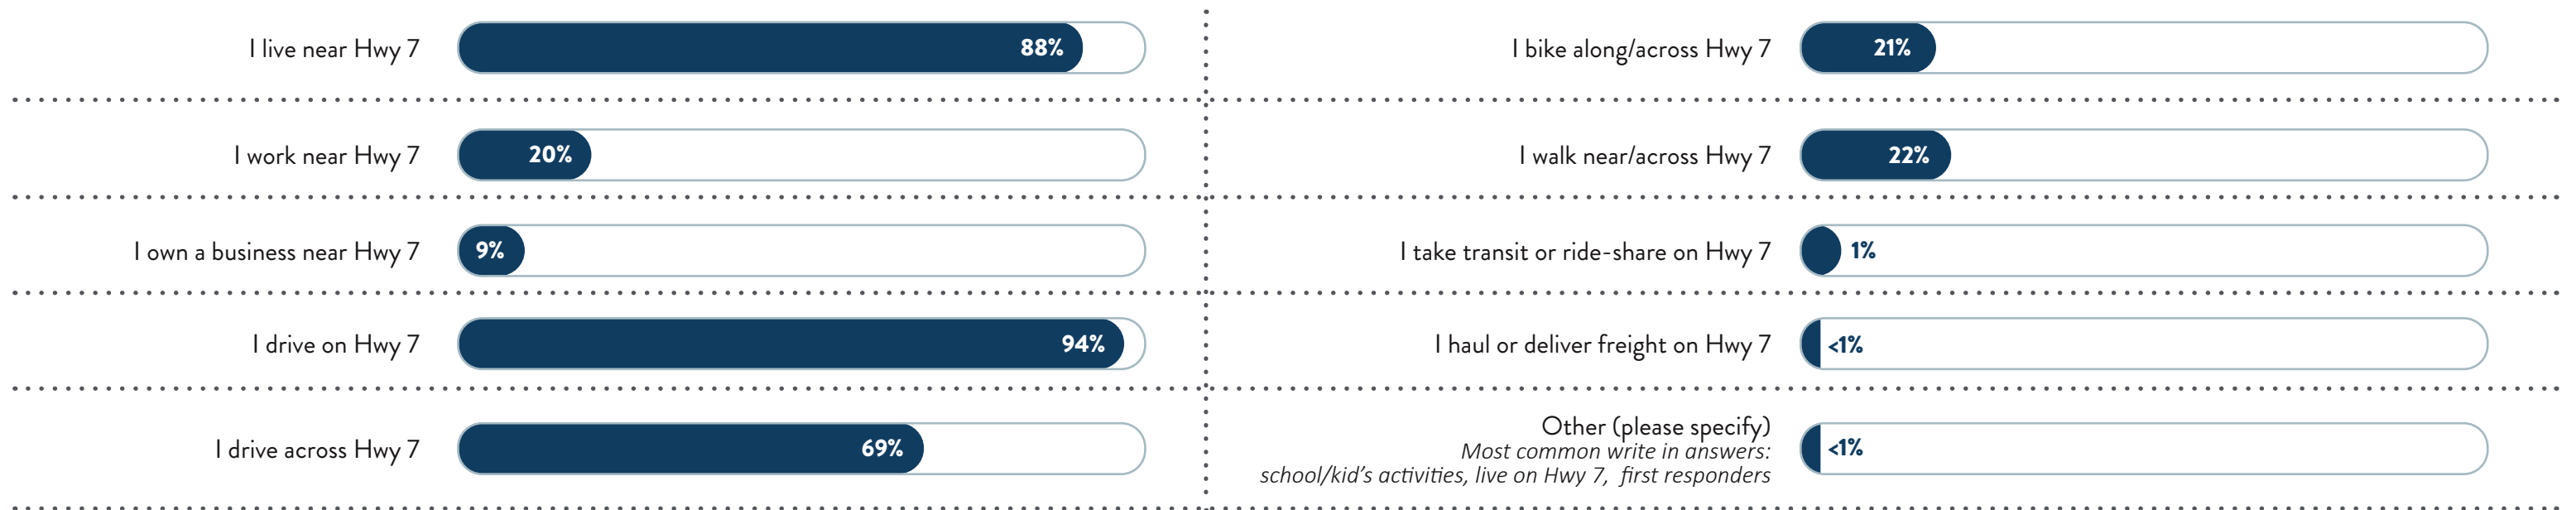 I live near Hwy 7
88%
I work near Hwy 7
20%
I own a business near Hwy 7
9%
I drive on Hwy 7
94%
I drive across Hwy 7
69%
I bike along/across Hwy 7
21%
I walk near/across Hwy 7
22%
I take transit or ride-share on Hwy 7
1%
I haul or deliver freight on Hwy 7
<1%
Other (please specify)
Most common write in answers:
school/kid's activities, live on Hwy 7, first responders
<1%